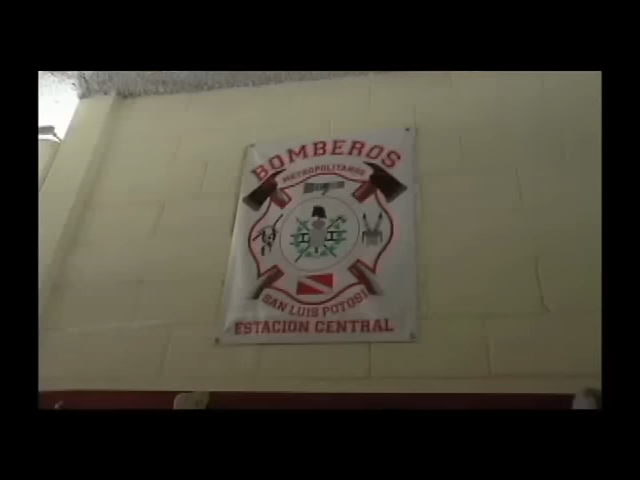 BOMBEROS
METROPOLITANOS
SAN LUIS POTOSI
ESTACION CENTRAL